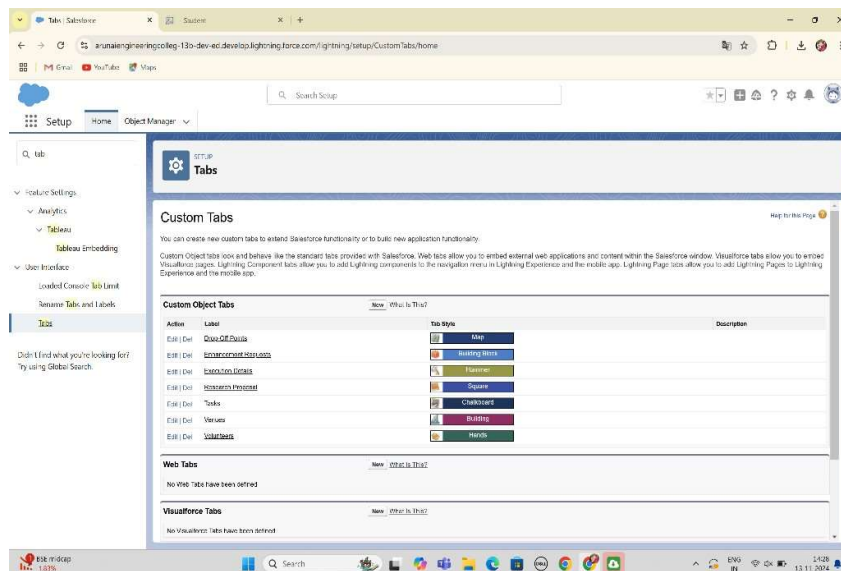 Tabs | Salesforce
Student
arunaiengineeringcolleg-13b-dev-ed.develop.lightning.force.com/lightning/setup/CustomTabs/home
Gmail YouTube Maps
Search Setup
Setup Home Object Manager
tab
SETUP
Tabs
Feature Settings
Analytics
Tableau
Tableau Embedding
User Interface
Loaded Console Tab Limit
Rename Tabs and Labels
Tabs
Didn't find what you're looking for?
Try using Global Search.
Custom Tabs
Help for this Page
You can create new custom tabs to extend Salesforce functionality or to build new application functionality.
Custom Object tabs look and behave like the standard tabs provided with Salesforce. Web tabs allow you to embed external web applications and content within the Salesforce window. Visualforce tabs allow you to embed
Visualforce pages. Lightning Component tabs allow you to add Lightning components to the navigation menu in Lightning Experience and the mobile app. Lightning Page tabs allow you to add Lightning Pages to Lightning
Experience and the mobile app.
Custom Object Tabs New What Is This?
Action Label Tab Style Description
Edit | Del Drop-Off Points Map
Edit | Del Enhancement Requests Building Block
Edit | Del Execution Details Hammer
Edit | Del Research Proposal Square
Edit | Del Tasks Chalkboard
Edit | Del Venues Building
Edit | Del Volunteers Hands
Web Tabs New What Is This?
No Web Tabs have been defined
Visualforce Tabs New What Is This?
No Visualforce Tabs have been defined
BSE midcap
1.83%
Search
ENG
IN
14:28
13-11-2024